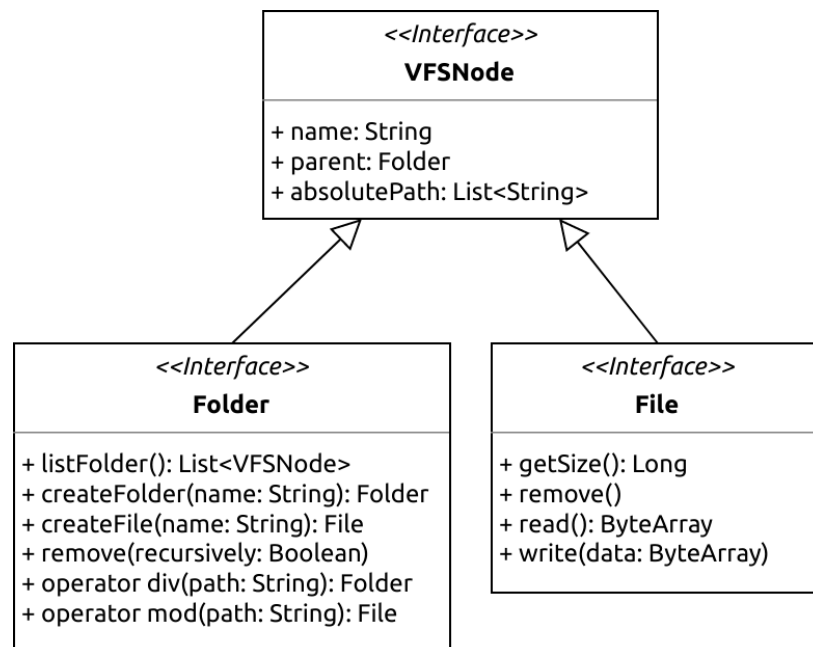 <<Interface>>
VFSNode
+ name: String
+ parent: Folder
+ absolutePath: List<String>
<<Interface>>
Folder
+ listFolder(): List<VFSNode>
+ createFolder(name: String): Folder
+ createFile(name: String): File
+ remove(recursively: Boolean)
+ operator div(path: String): Folder
+ operator mod(path: String): File
<<Interface>>
File
+ getSize(): Long
+ remove()
+ read(): ByteArray
+ write(data: ByteArray)